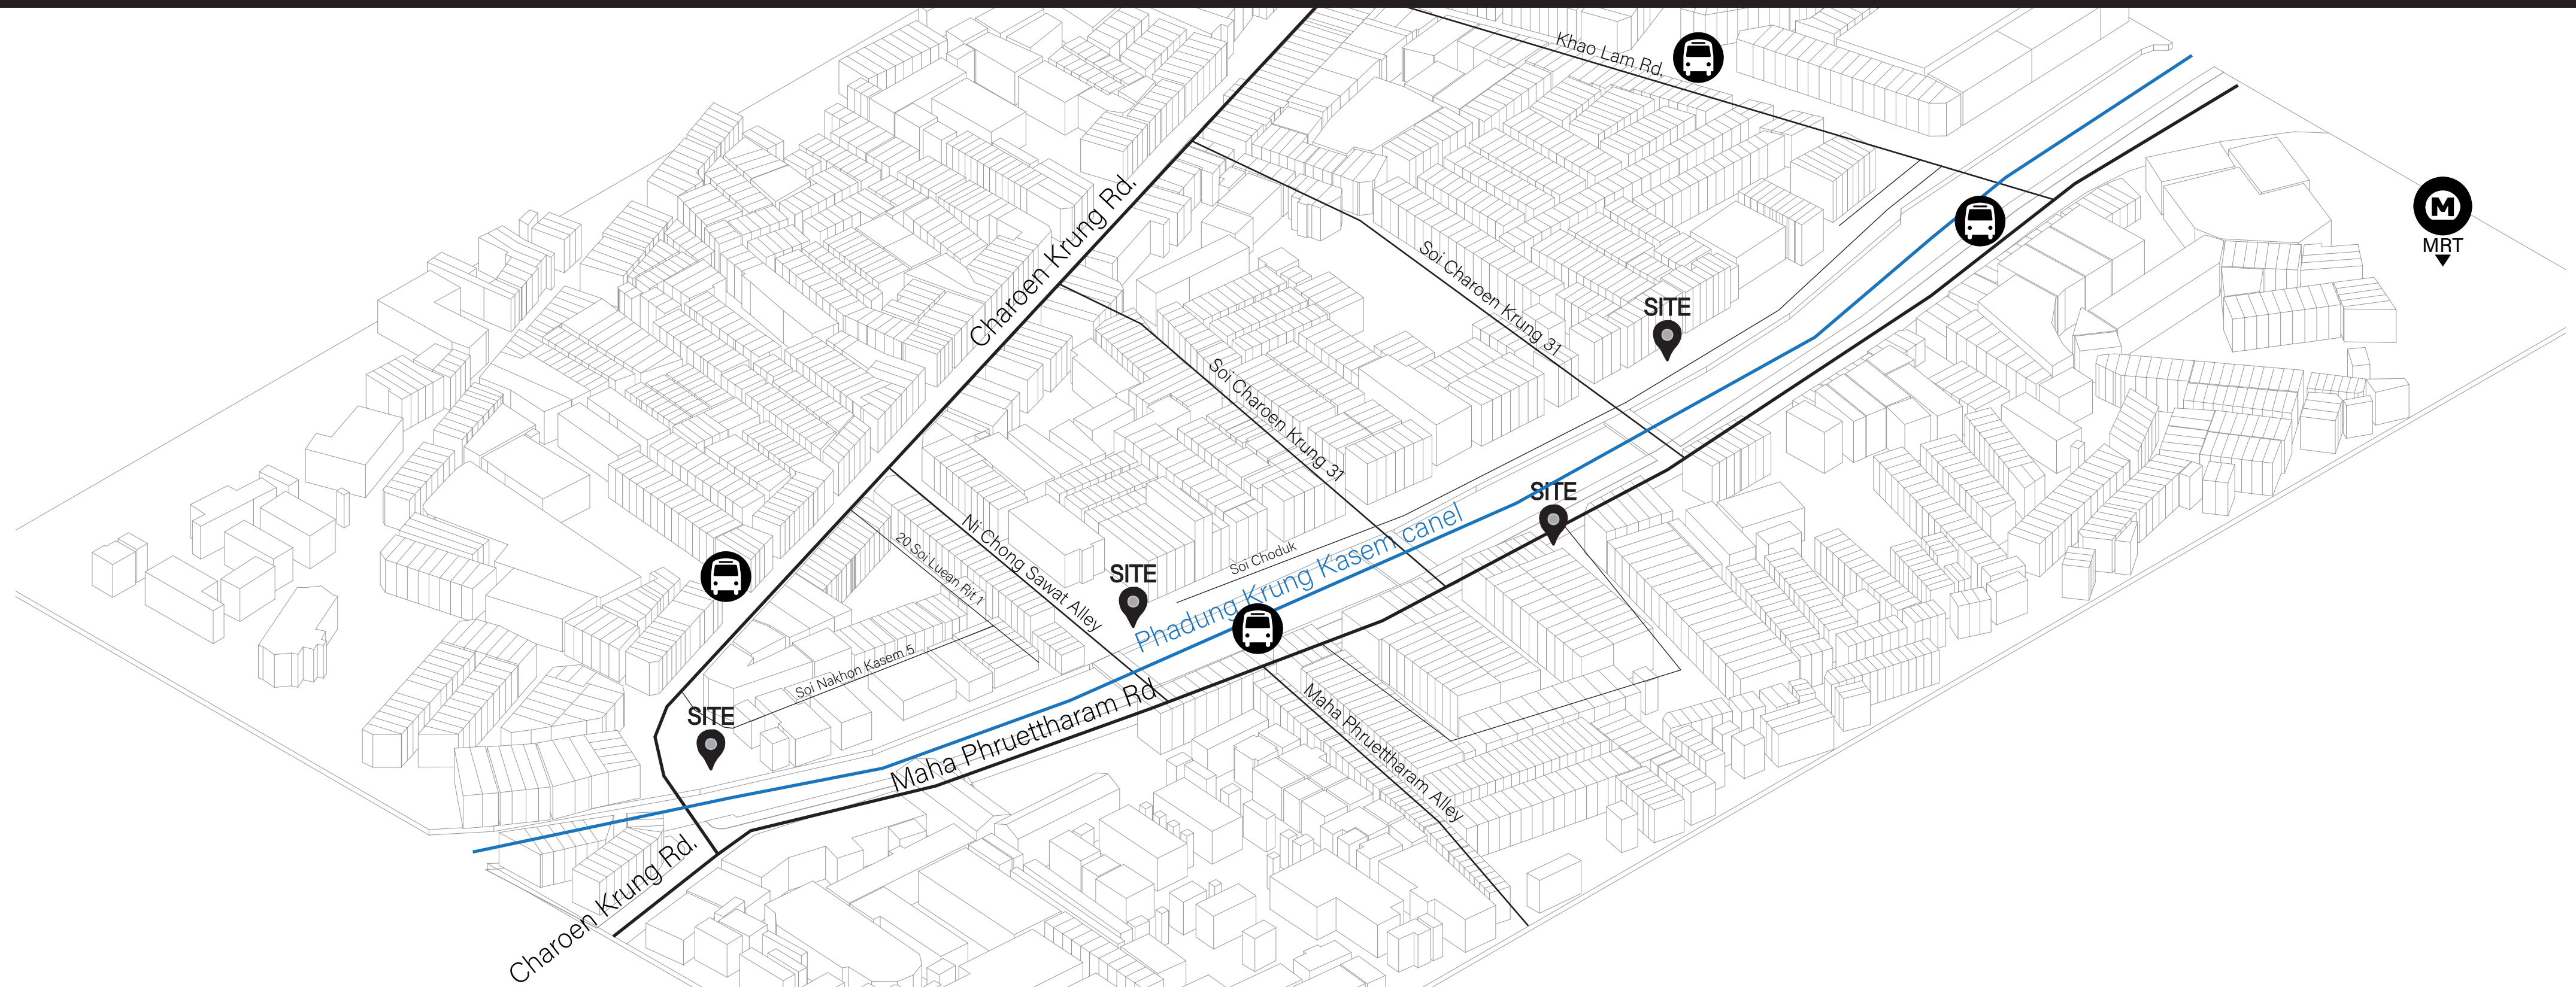 Khao Lam Rd.
Charoen Krung Rd.
M
MRT
Soi Charoen Krung 31
SITE
Soi Charoen Krung 31
SITE
Ni Chong Sawat Alley
20 Soi Luean Rit 1
Soi Choduk
SITE
Phadung Krung Kasem canel
Soi Nakhon Kasem 5
SITE
Maha Phruettharam Rd.
Maha Phruettharam Alley
Charoen Krung Rd.